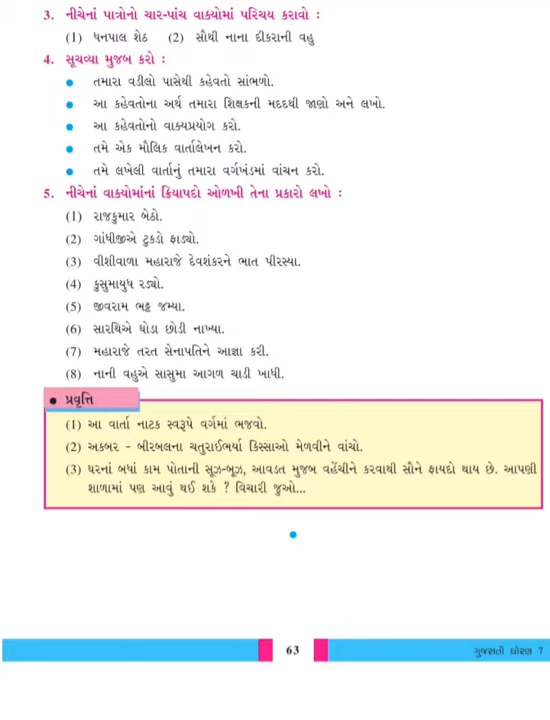 3. નીચેનાં પાત્રોનો ચાર-પાંચ વાક્યોમાં પરિચય કરાવો :
(1) ધનપાલ શેઠ (2) સૌથી નાના દીકરાની વહુ
4. સૂચવ્યા મુજબ કરો :
● તમારા વડીલો પાસેથી કહેવતો સાંભળો.
● આ કહેવતોના અર્થ તમારા શિક્ષકની મદદથી જાણો અને લખો.
● આ કહેવતોનો વાક્યપ્રયોગ કરો.
● તમે એક મૌલિક વાર્તાલેખન કરો.
● તમે લખેલી વાર્તાનું તમારા વર્ગખંડમાં વાંચન કરો.
5. નીચેનાં વાક્યોમાંનાં ક્રિયાપદો ઓળખી તેના પ્રકારો લખો :
(1) રાજકુમાર બેઠો.
(2) ગાંધીજીએ ટુકડો ફાડ્યો.
(3) વીશીવાળા મહારાજે દેવશંકરને ભાત પીરસ્યા.
(4) કુસુમાયુધ રડ્યો.
(5) જીવરામ ભટ્ટ જમ્યા.
(6) સારથિએ ઘોડા છોડી નાખ્યા.
(7) મહારાજે તરત સેનાપતિને આજ્ઞા કરી.
(8) નાની વહુએ સાસુમા આગળ ચાડી ખાધી.
● પ્રવૃત્તિ
(1) આ વાર્તા નાટક સ્વરૂપે વર્ગમાં ભજવો.
(2) અકબર - બીરબલના ચતુરાઈભર્યા કિસ્સાઓ મેળવીને વાંચો.
(3) ઘરનાં બધાં કામ પોતાની સૂઝ-બૂઝ, આવડત મુજબ વહેંચીને કરવાથી સૌને ફાયદો થાય છે. આપણી
શાળામાં પણ આવું થઈ શકે ? વિચારી જુઓ...
63
ગુજરાતી ધોરણ 7